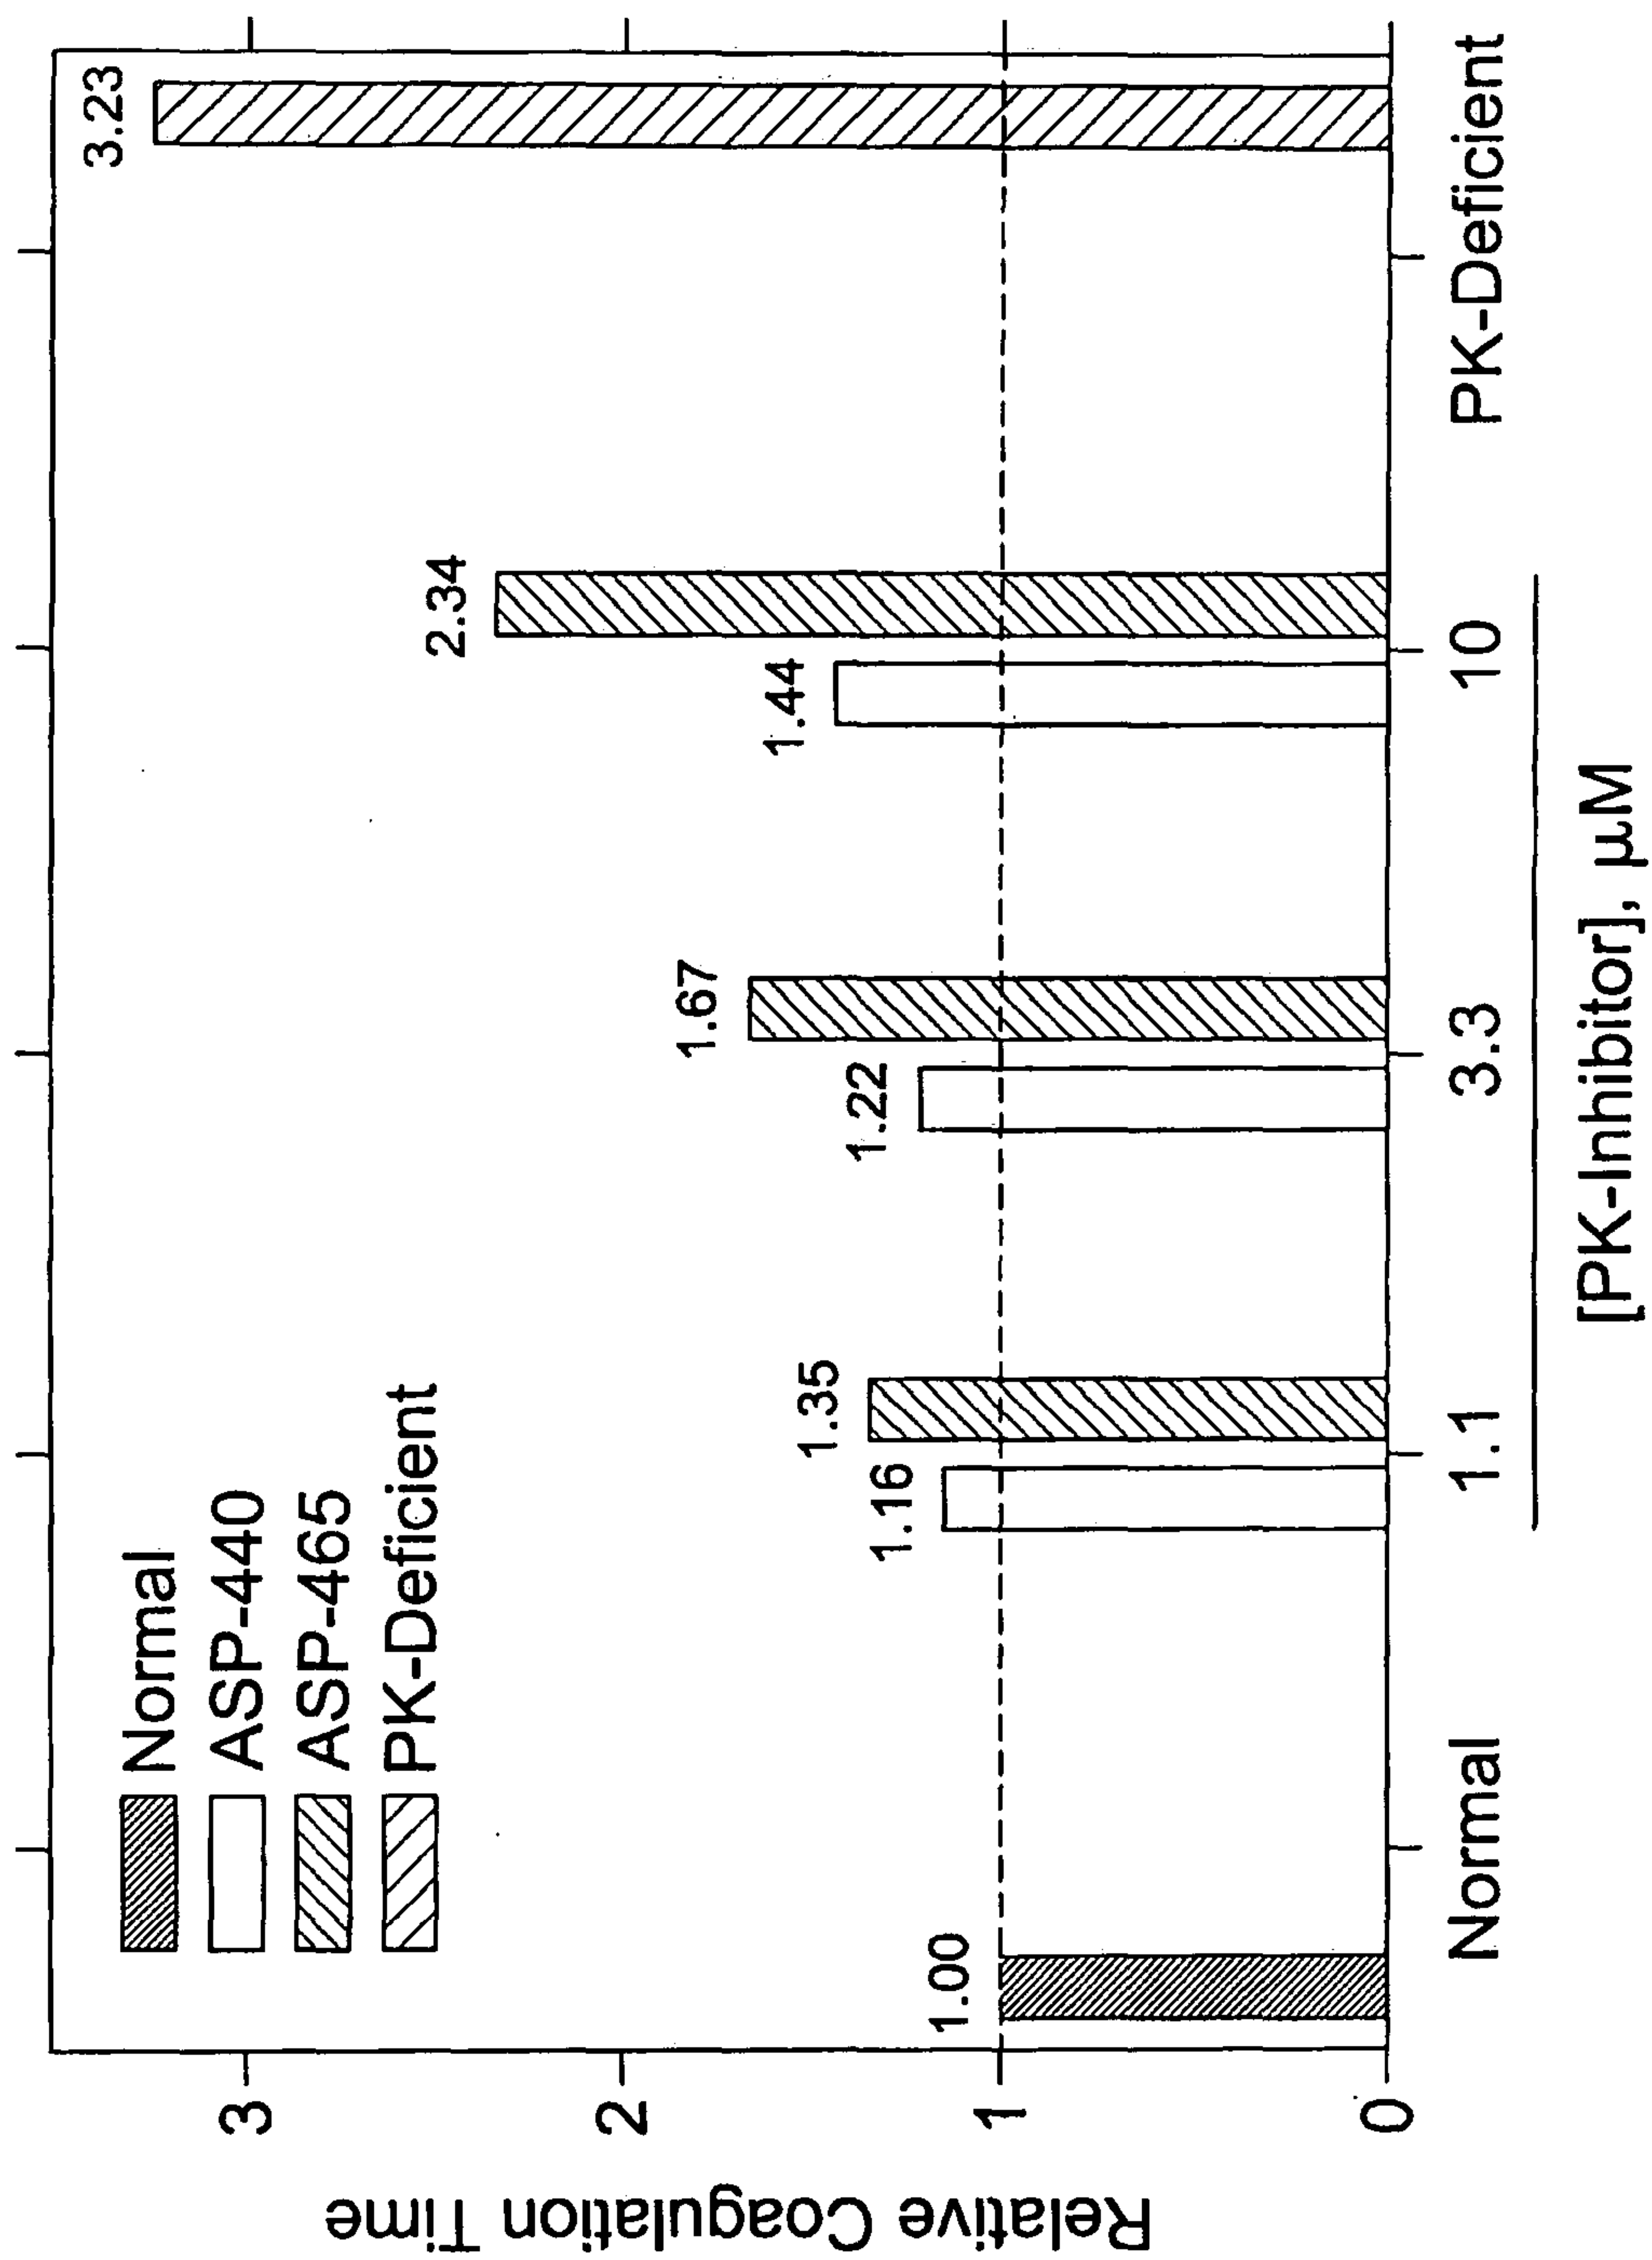 Relative Coagulation Time
3
2
1
0
Normal
ASP-440
ASP-465
PK-Deficient
1.00
1.16
1.35
1.22
1.67
1.44
2.34
3.23
Normal
1.1
3.3
10
PK-Deficient
[PK-Inhibitor], µM